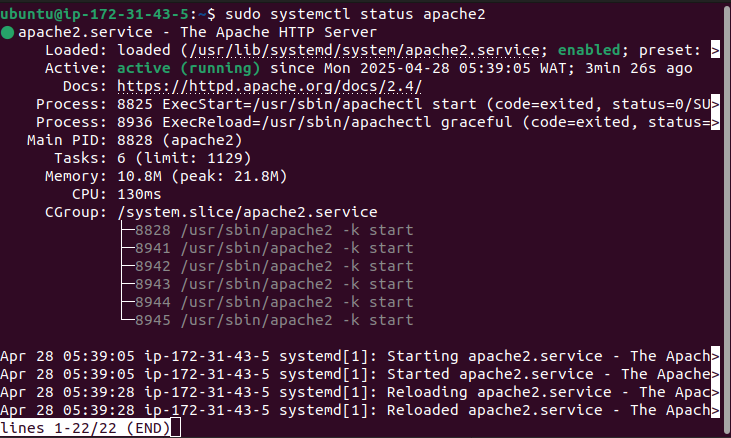 ubuntu@ip-172-31-43-5:~$ sudo systemctl status apache2
● apache2.service - The Apache HTTP Server
     Loaded: loaded (/usr/lib/systemd/system/apache2.service; enabled; preset: >
     Active: active (running) since Mon 2025-04-28 05:39:05 WAT; 3min 26s ago
       Docs: https://httpd.apache.org/docs/2.4/
    Process: 8825 ExecStart=/usr/sbin/apachectl start (code=exited, status=0/SU>
    Process: 8936 ExecReload=/usr/sbin/apachectl graceful (code=exited, status=>
   Main PID: 8828 (apache2)
      Tasks: 6 (limit: 1129)
     Memory: 10.8M (peak: 21.8M)
        CPU: 130ms
     CGroup: /system.slice/apache2.service
             ├─8828 /usr/sbin/apache2 -k start
             ├─8941 /usr/sbin/apache2 -k start
             ├─8942 /usr/sbin/apache2 -k start
             ├─8943 /usr/sbin/apache2 -k start
             ├─8944 /usr/sbin/apache2 -k start
             └─8945 /usr/sbin/apache2 -k start

Apr 28 05:39:05 ip-172-31-43-5 systemd[1]: Starting apache2.service - The Apach>
Apr 28 05:39:05 ip-172-31-43-5 systemd[1]: Started apache2.service - The Apache>
Apr 28 05:39:28 ip-172-31-43-5 systemd[1]: Reloading apache2.service - The Apac>
Apr 28 05:39:28 ip-172-31-43-5 systemd[1]: Reloaded apache2.service - The Apach>
lines 1-22/22 (END)